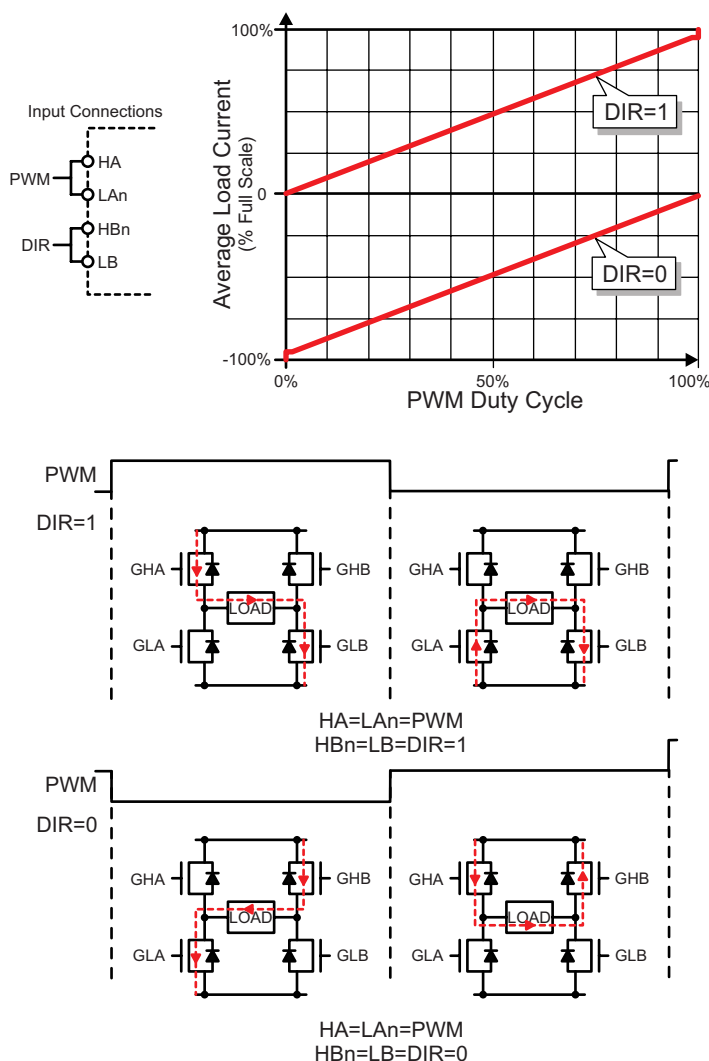 100%
0
-100%
Average Load Current
(% Full Scale)
DIR=1
DIR=0
0%
50%
100%
PWM Duty Cycle
Input Connections
PWM
HA
LAn
DIR
HBn
LB
PWM
DIR=1
GHA
GHB
LOAD
GLA
GLB
GHA
GHB
LOAD
GLA
GLB
HA=LAn=PWM
HBn=LB=DIR=1
PWM
DIR=0
GHA
GHB
LOAD
GLA
GLB
GHA
GHB
LOAD
GLA
GLB
HA=LAn=PWM
HBn=LB=DIR=0